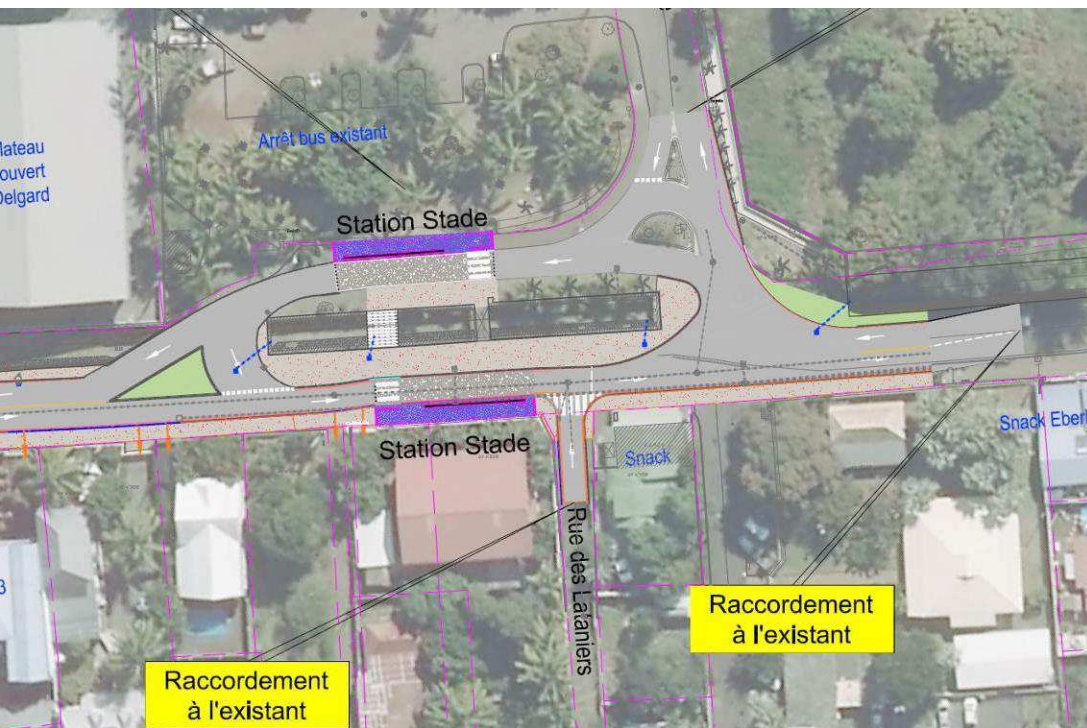 Arrêt bus existant
lateau
ouvert
Delgard
Station Stade
Station Stade
Snack
Snack Eberl
Rue des Lataniers
Raccordement
à l'existant
Raccordement
à l'existant
3